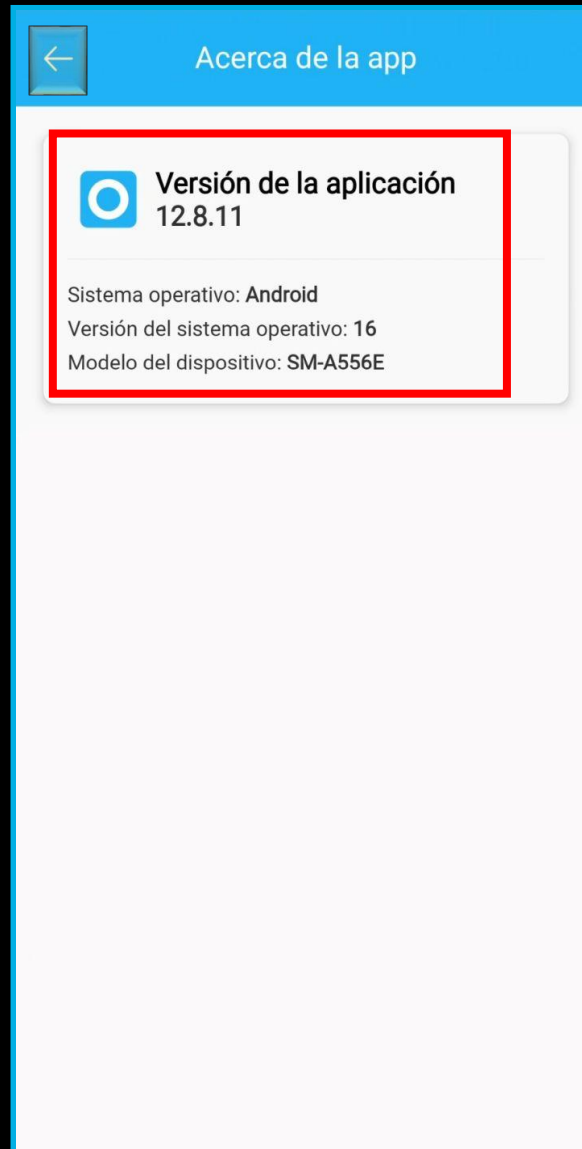 Acerca de la app
Versión de la aplicación
12.8.11
Sistema operativo: Android
Versión del sistema operativo: 16
Modelo del dispositivo: SM-A556E